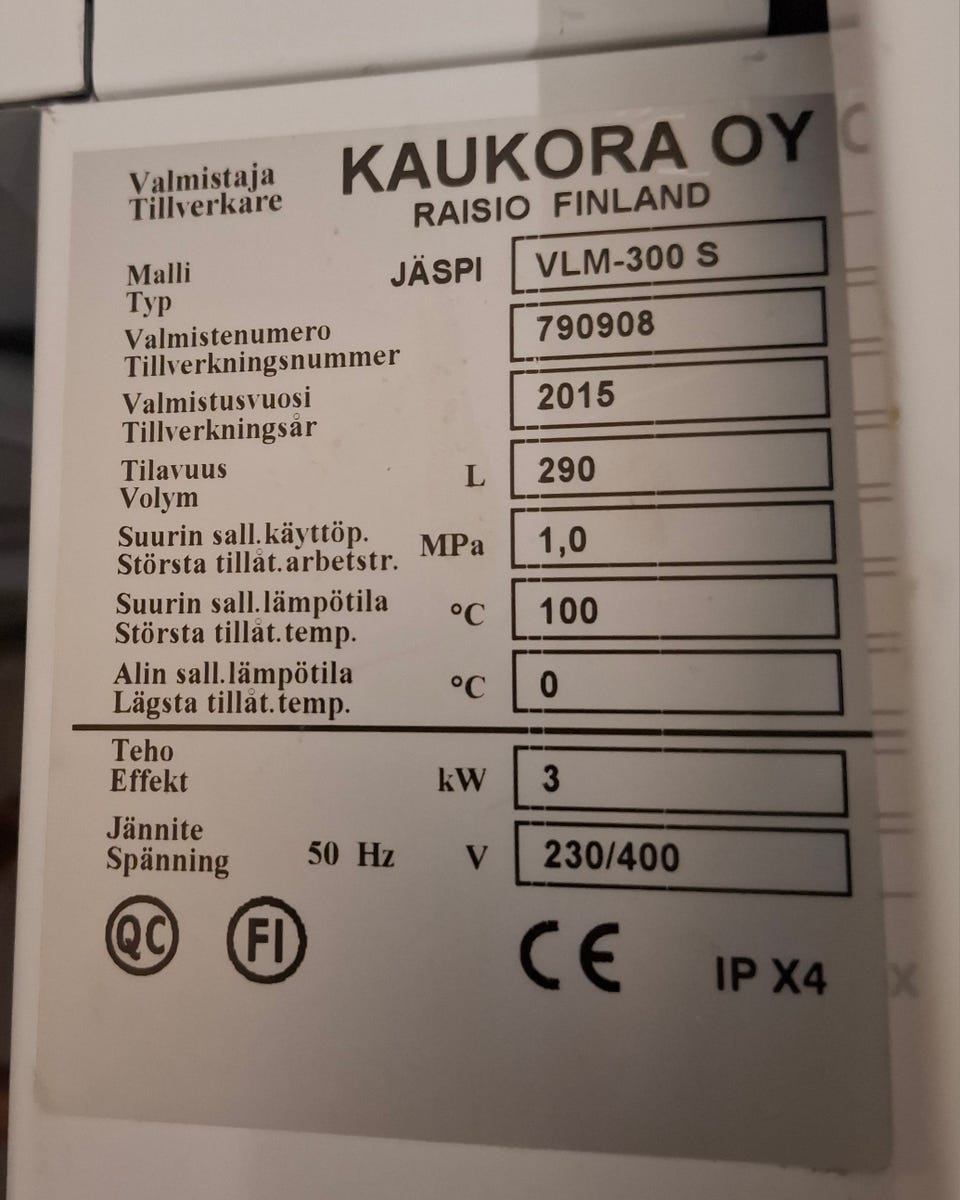 Valmistaja KAUKORA OY
Tillverkare RAISIO FINLAND
Malli JÄSPI VLM-300 S
Typ
Valmistenumero 790908
Tillverkningsnummer
Valmistusvuosi 2015
Tillverkningsår
Tilavuus L 290
Volym
Suurin sall.käyttöp. MPa 1,0
Största tillåt.arbetstr.
Suurin sall.lämpötila °C 100
Största tillåt.temp.
Alin sall.lämpötila °C 0
Lägsta tillåt.temp.
Teho kW 3
Effekt
Jännite
Spänning 50 Hz V 230/400
QC FI CE IP X4